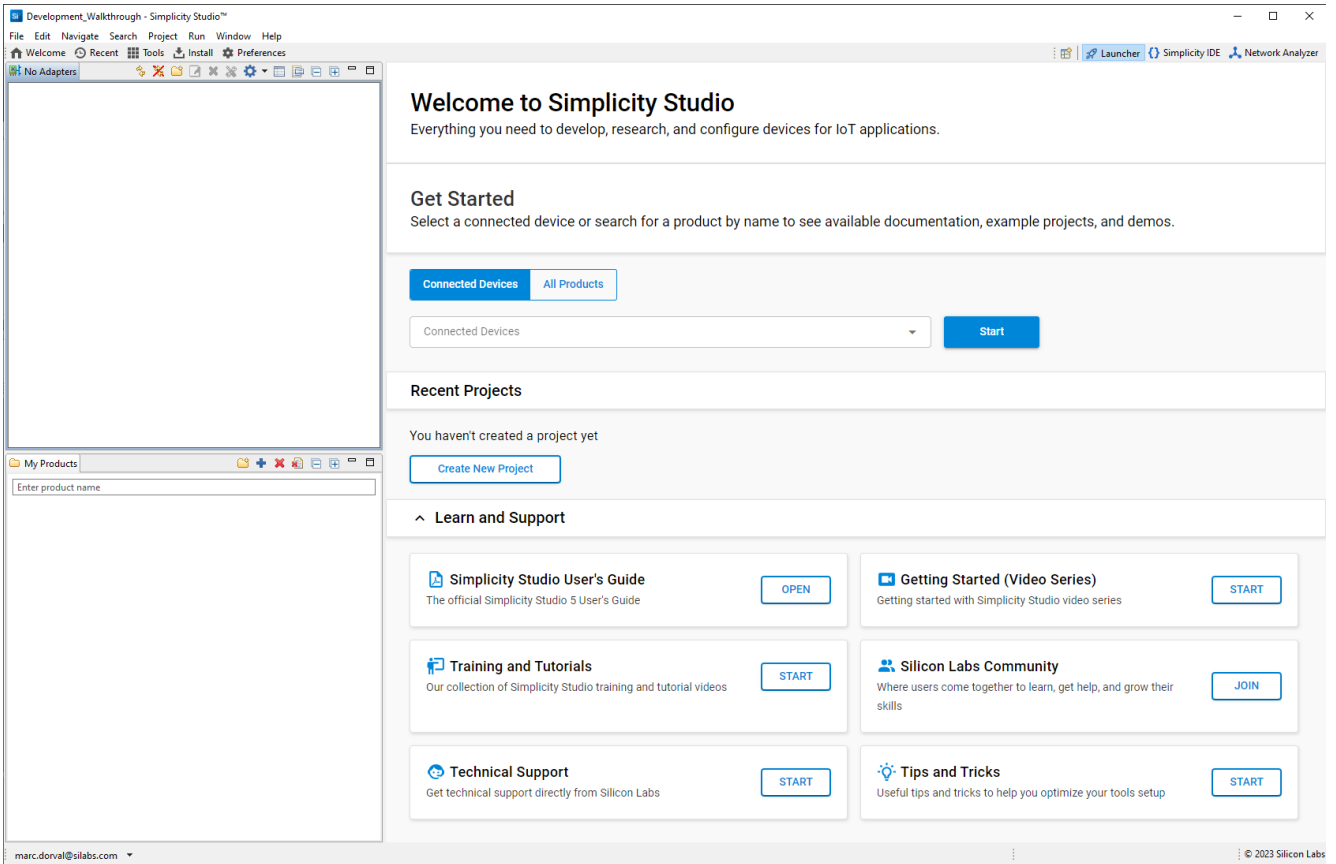 Si Development_Walkthrough - Simplicity Studio™
File Edit Navigate Search Project Run Window Help
Welcome Recent Tools Install Preferences
Launcher Simplicity IDE Network Analyzer
No Adapters
Welcome to Simplicity Studio
Everything you need to develop, research, and configure devices for IoT applications.
Get Started
Select a connected device or search for a product by name to see available documentation, example projects, and demos.
Connected Devices All Products
Connected Devices Start
Recent Projects
You haven't created a project yet
Create New Project
My Products
Enter product name
Learn and Support
Simplicity Studio User's Guide
The official Simplicity Studio 5 User's Guide
OPEN
Getting Started (Video Series)
Getting started with Simplicity Studio video series
START
Training and Tutorials
Our collection of Simplicity Studio training and tutorial videos
START
Silicon Labs Community
Where users come together to learn, get help, and grow their
skills
JOIN
Technical Support
Get technical support directly from Silicon Labs
START
Tips and Tricks
Useful tips and tricks to help you optimize your tools setup
START
marc.dorval@silabs.com
© 2023 Silicon Labs